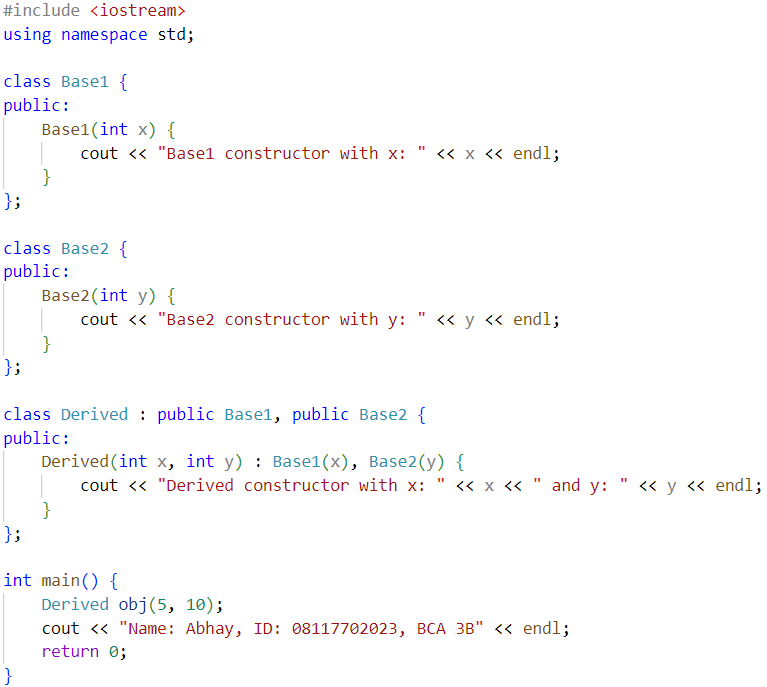 #include <iostream>
using namespace std;

class Base1 {
public:
    Base1(int x) {
        cout << "Base1 constructor with x: " << x << endl;
    }
};

class Base2 {
public:
    Base2(int y) {
        cout << "Base2 constructor with y: " << y << endl;
    }
};

class Derived : public Base1, public Base2 {
public:
    Derived(int x, int y) : Base1(x), Base2(y) {
        cout << "Derived constructor with x: " << x << " and y: " << y << endl;
    }
};

int main() {
    Derived obj(5, 10);
    cout << "Name: Abhay, ID: 08117702023, BCA 3B" << endl;
    return 0;
}